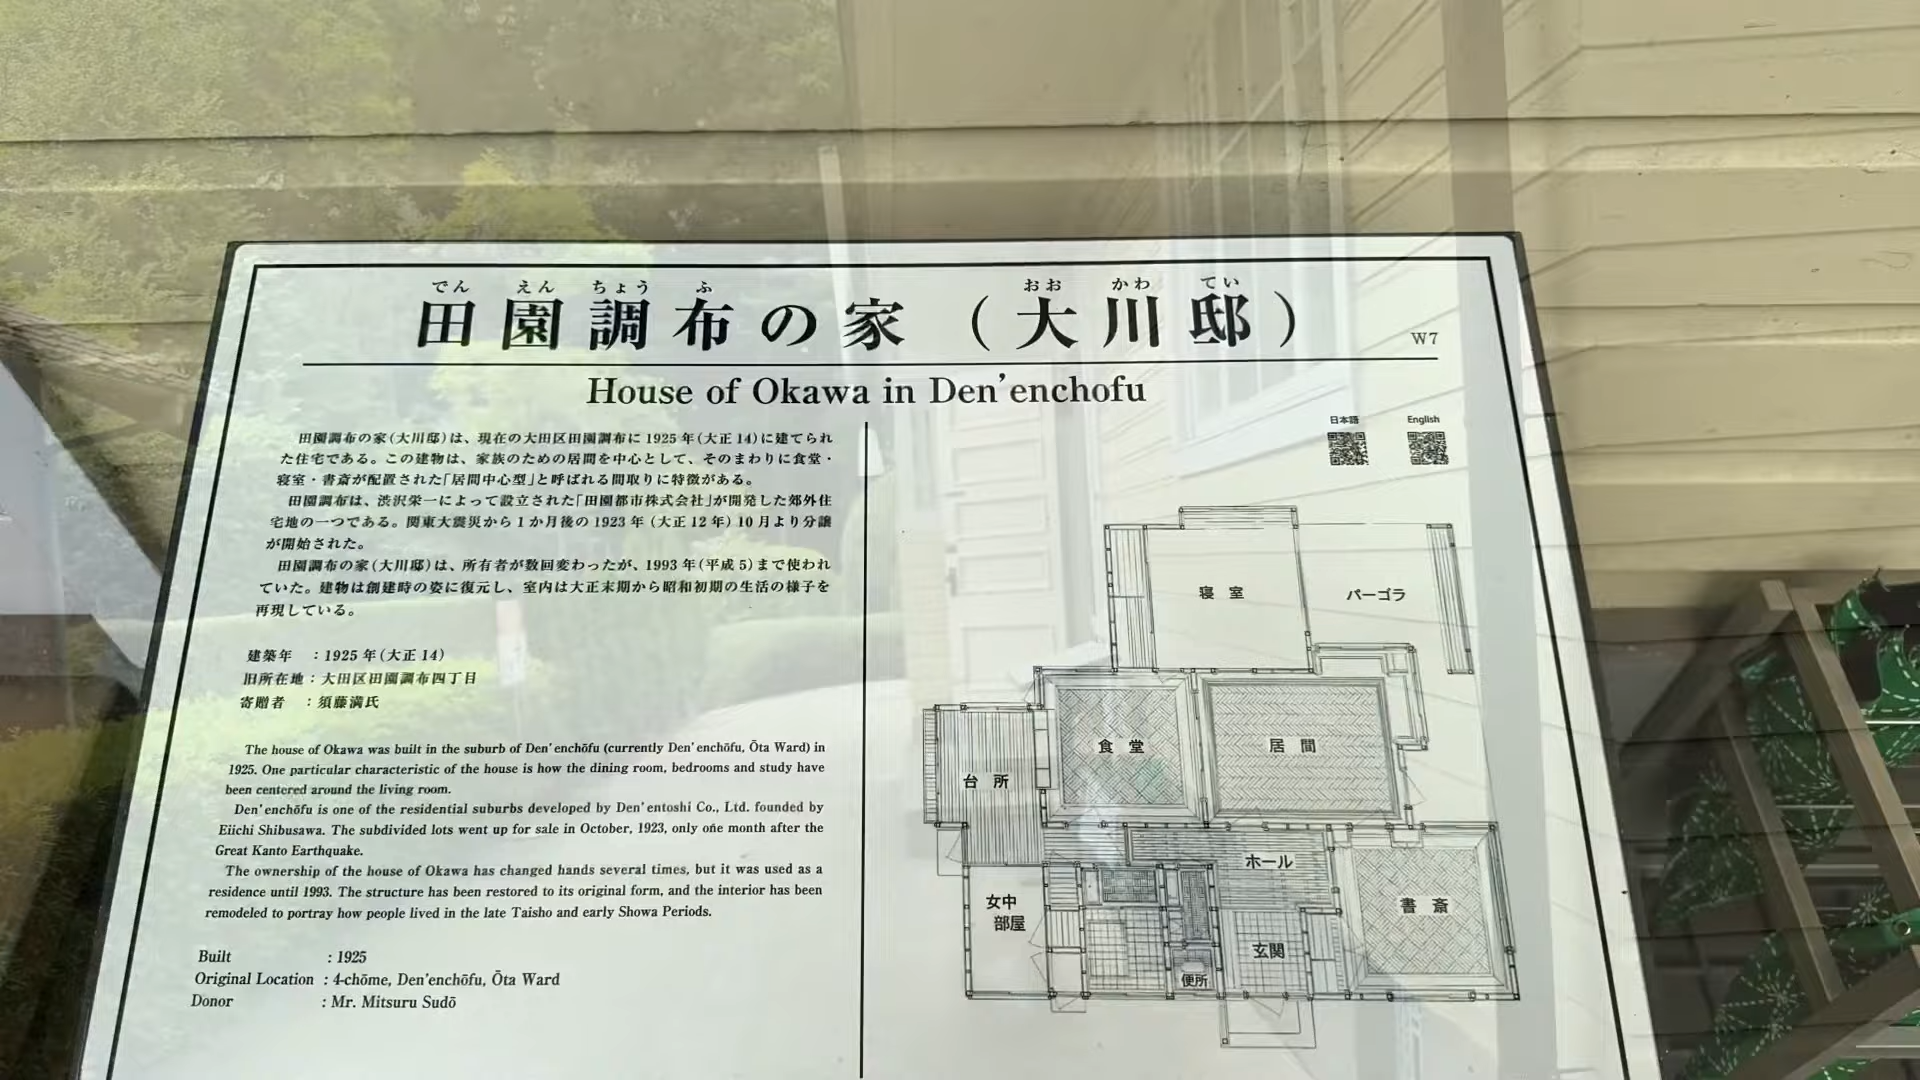 でん えん ちょう ふ おお かわ てい
田園調布の家（大川邸）
W7
House of Okawa in Den'enchofu
田園調布の家(大川邸)は、現在の大田区田園調布に1925年(大正14)に建てられ
た住宅である。この建物は、家族のための居間を中心として、そのまわりに食堂・
寝室・書斎が配置された「居間中心型」と呼ばれる間取りに特徴がある。
田園調布は、渋沢栄一によって設立された「田園都市株式会社」が開発した郊外住
宅地の一つである。関東大震災から1か月後の1923年(大正12年)10月より分譲
が開始された。
田園調布の家(大川邸)は、所有者が数回変わったが、1993年(平成5)まで使われ
ていた。建物は創建時の姿に復元し、室内は大正末期から昭和初期の生活の様子を
再現している。
建築年　：1925年(大正14)
旧所在地：大田区田園調布四丁目
寄贈者　：須藤満氏
The house of Okawa was built in the suburb of Den'enchōfu (currently Den'enchōfu, Ōta Ward) in
1925. One particular characteristic of the house is how the dining room, bedrooms and study have
been centered around the living room.
Den'enchōfu is one of the residential suburbs developed by Den'entoshi Co., Ltd. founded by
Eiichi Shibusawa. The subdivided lots went up for sale in October, 1923, only one month after the
Great Kanto Earthquake.
The ownership of the house of Okawa has changed hands several times, but it was used as a
residence until 1993. The structure has been restored to its original form, and the interior has been
remodeled to portray how people lived in the late Taisho and early Showa Periods.
Built : 1925
Original Location : 4-chōme, Den'enchōfu, Ōta Ward
Donor : Mr. Mitsuru Sudō
日本語 English
寝室
パーゴラ
食堂
居間
台所
ホール
女中
部屋
書斎
玄関
便所